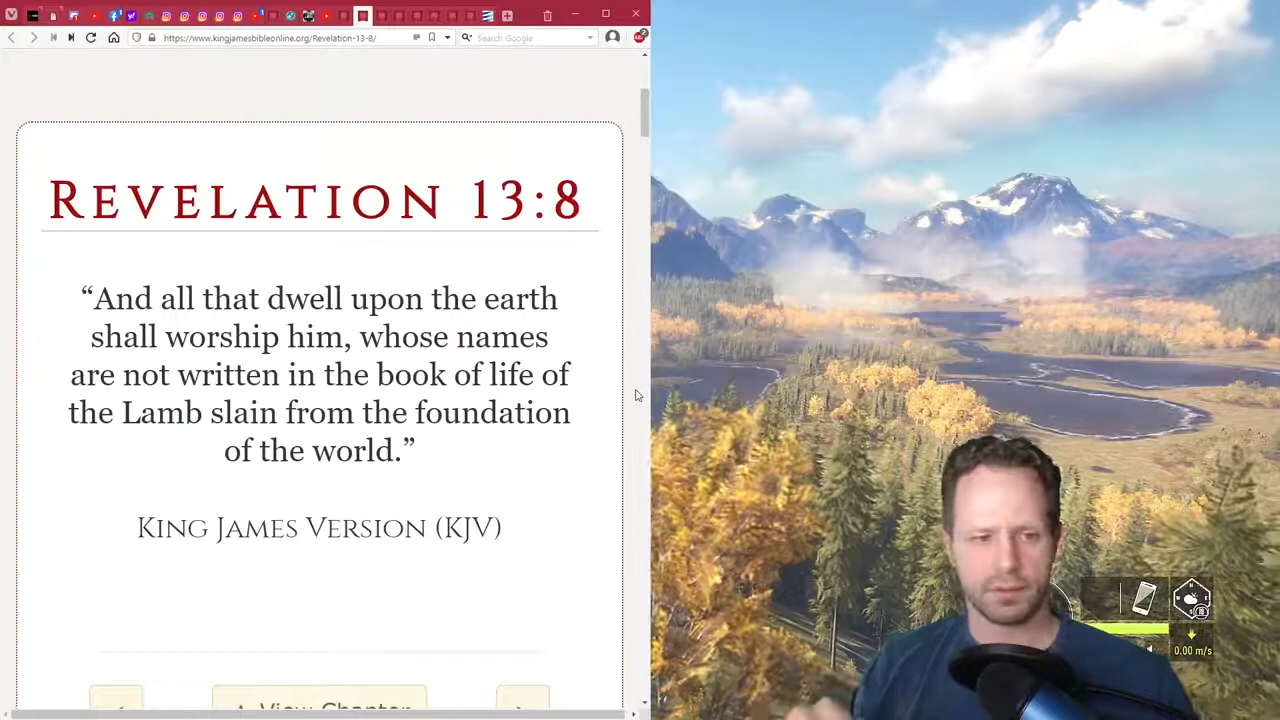 https://www.kingjamesbibleonline.org/Revelation-13-8/
Search Google
REVELATION 13:8
“And all that dwell upon the earth
shall worship him, whose names
are not written in the book of life of
the Lamb slain from the foundation
of the world.”
KING JAMES VERSION (KJV)
View Chapter
0.00 m/s